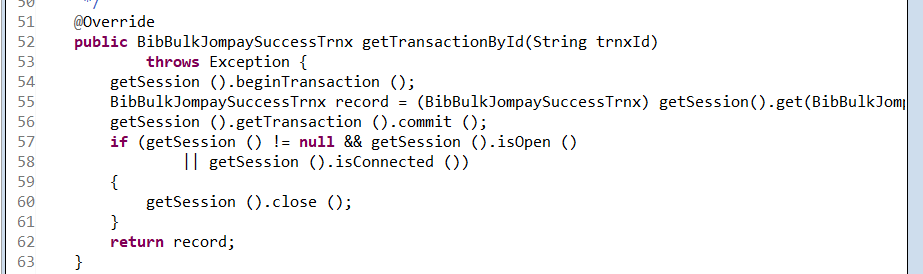 50 */
51 @Override
52 public BibBulkJompaySuccessTrnx getTransactionById(String trnxId)
53 throws Exception {
54 getSession ().beginTransaction ();
55 BibBulkJompaySuccessTrnx record = (BibBulkJompaySuccessTrnx) getSession().get(BibBulkJomp
56 getSession ().getTransaction ().commit ();
57 if (getSession () != null && getSession ().isOpen ()
58 || getSession ().isConnected ())
59 {
60 getSession ().close ();
61 }
62 return record;
63 }